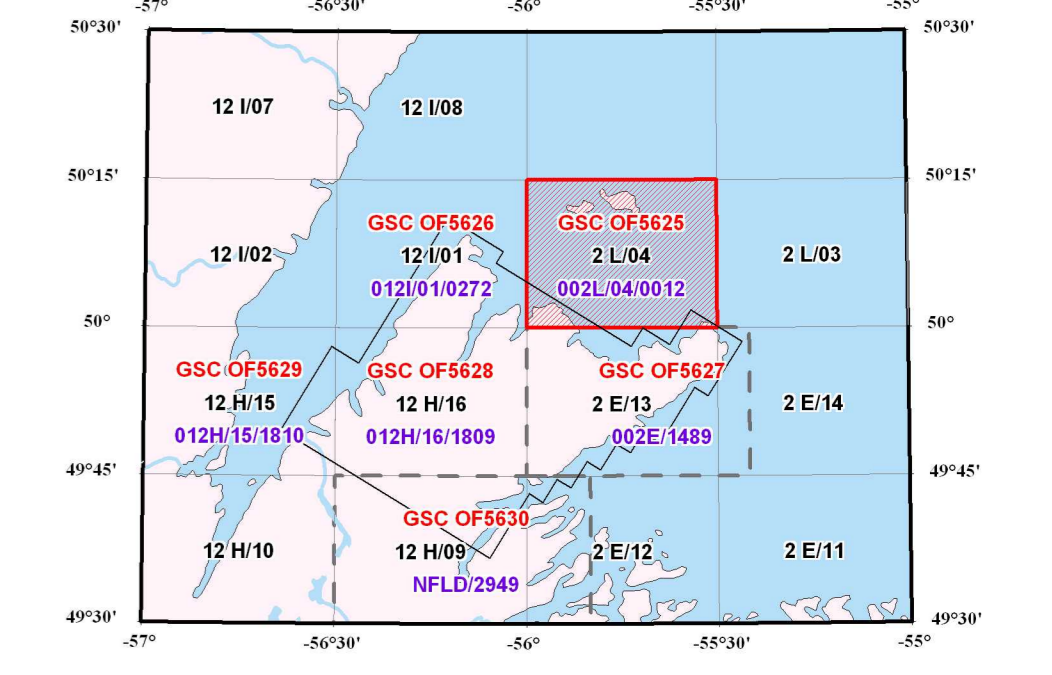 -57° -56°30' -56° -55°30' -55°
50°30' 50°30'
12 I/07 12 I/08
50°15' 50°15'
GSC OF5626 GSC OF5625
12 I/02 12 I/01 2 L/04 2 L/03
012I/01/0272 002L/04/0012
50° 50°
GSC OF5629 GSC OF5628 GSC OF5627
12 H/15 12 H/16 2 E/13 2 E/14
012H/15/1810 012H/16/1809 002E/1489
49°45' 49°45'
GSC OF5630
12 H/10 12 H/09 2 E/12 2 E/11
NFLD/2949
49°30' 49°30'
-57° -56°30' -56° -55°30' -55°